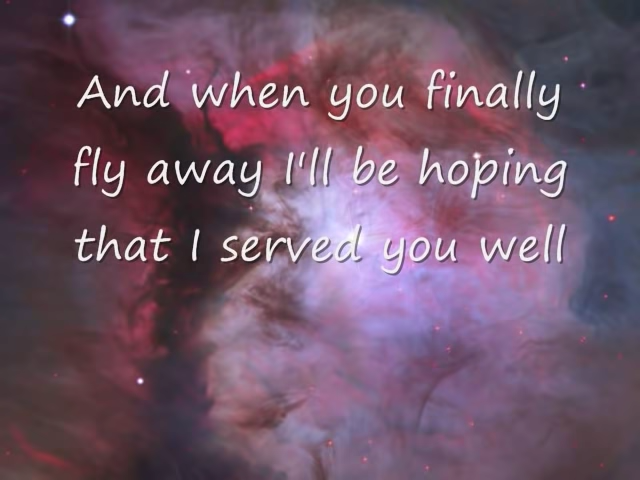 And when you finally
fly away I'll be hoping
that I served you well